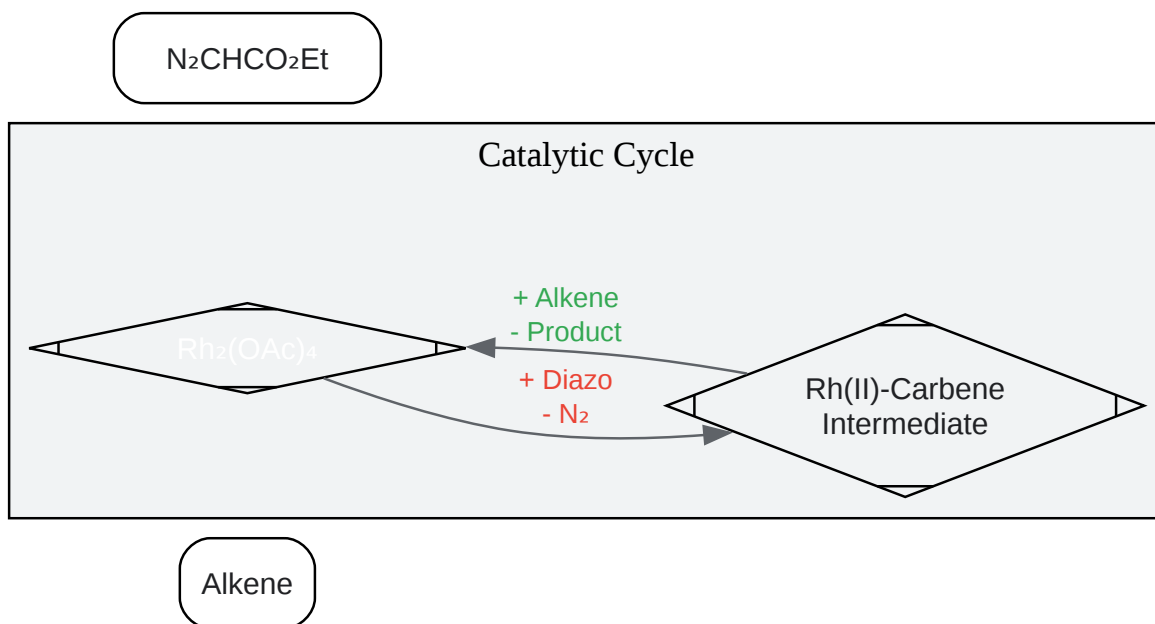 N₂CHCO₂Et
Catalytic Cycle
+ Alkene
- Product
Rh₂(OAc)₄
+ Diazo
- N₂
Rh(II)-Carbene
Intermediate
Alkene